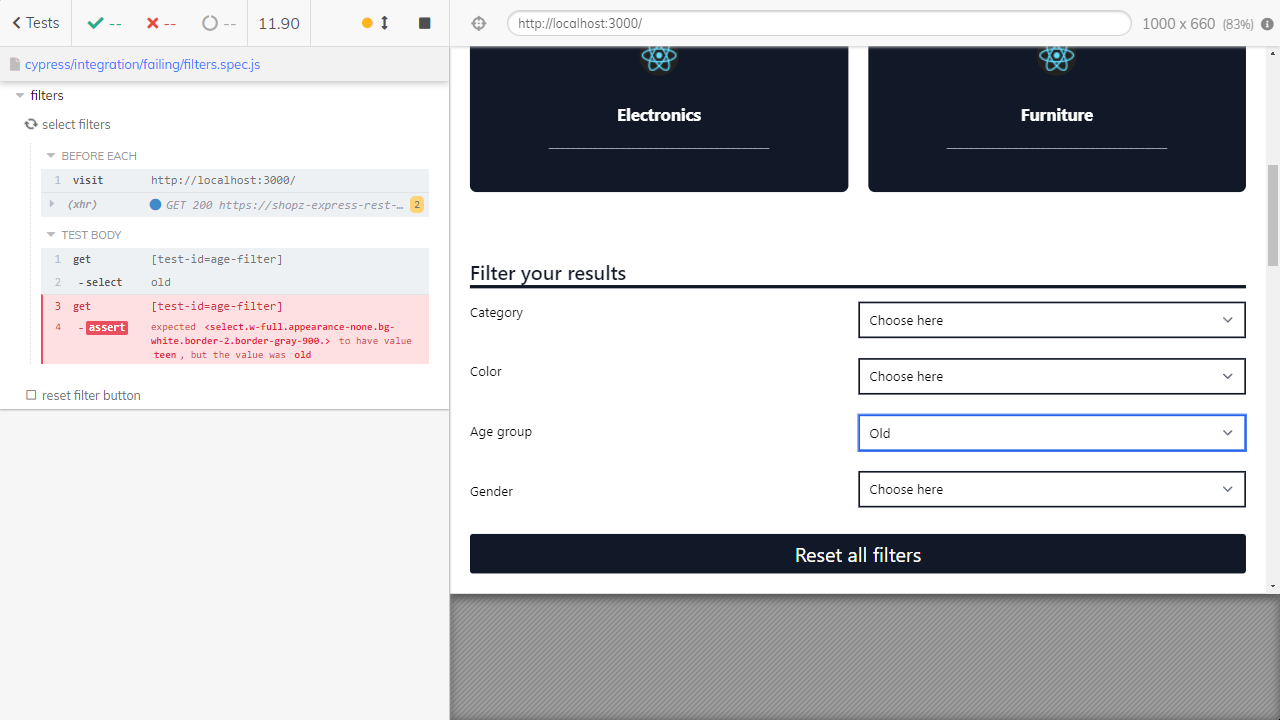 Tests
--
--
--
11.90
http://localhost:3000/
1000 x 660 (83%)
cypress/integration/failing/filters.spec.js
filters
select filters
BEFORE EACH
1 visit http://localhost:3000/
(xhr) GET 200 https://shopz-express-rest-… 2
TEST BODY
1 get [test-id=age-filter]
2 -select old
3 get [test-id=age-filter]
4 -assert expected <select.w-full.appearance-none.bg-
white.border-2.border-gray-900.> to have value
teen, but the value was old
reset filter button
Electronics
Furniture
Filter your results
Category
Choose here
Color
Choose here
Age group
Old
Gender
Choose here
Reset all filters